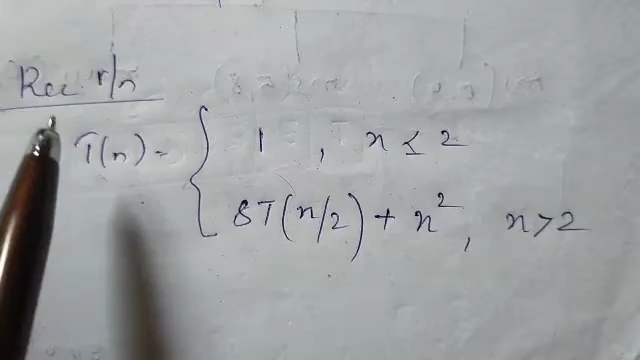 Rec r/n
T(n) = { 1 , n ≤ 2
8T(n/2) + n², n>2